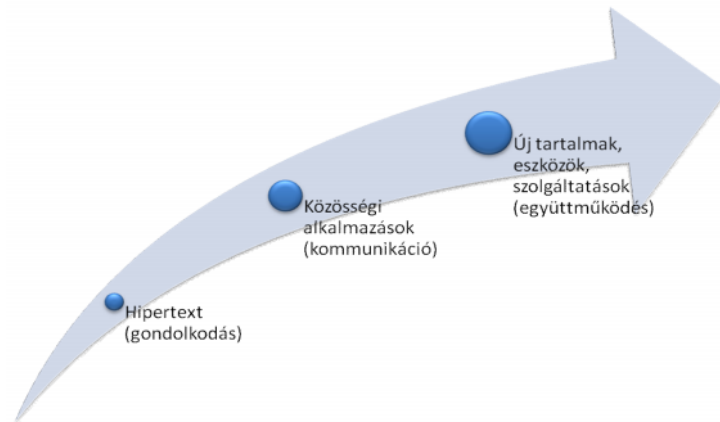 Új tartalmak,
eszközök,
szolgáltatások
(együttműködés)
Közösségi
alkalmazások
(kommunikáció)
Hipertext
(gondolkodás)